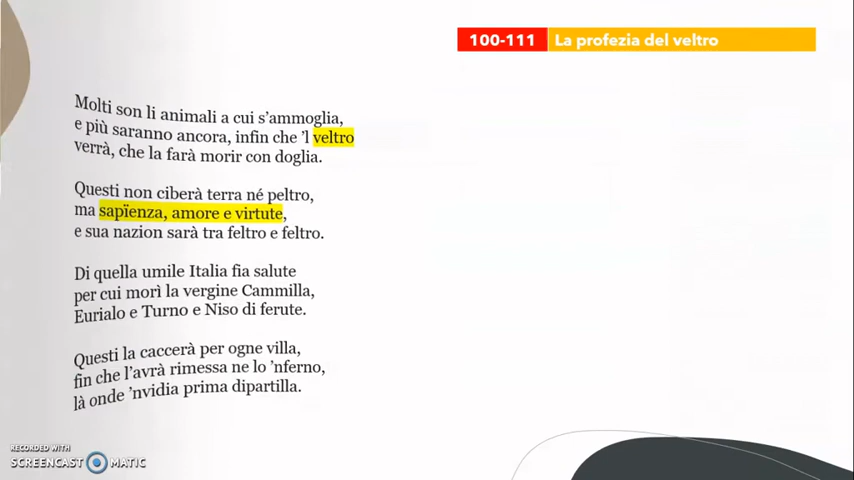 100-111 La profezia del veltro
Molti son li animali a cui s'ammoglia,
e più saranno ancora, infin che 'l veltro
verrà, che la farà morir con doglia.
Questi non ciberà terra né peltro,
ma sapïenza, amore e virtute,
e sua nazion sarà tra feltro e feltro.
Di quella umile Italia fia salute
per cui morì la vergine Cammilla,
Eurialo e Turno e Niso di ferute.
Questi la caccerà per ogne villa,
fin che l'avrà rimessa ne lo 'nferno,
là onde 'nvidia prima dipartilla.
RECORDED WITH
SCREENCAST MATIC